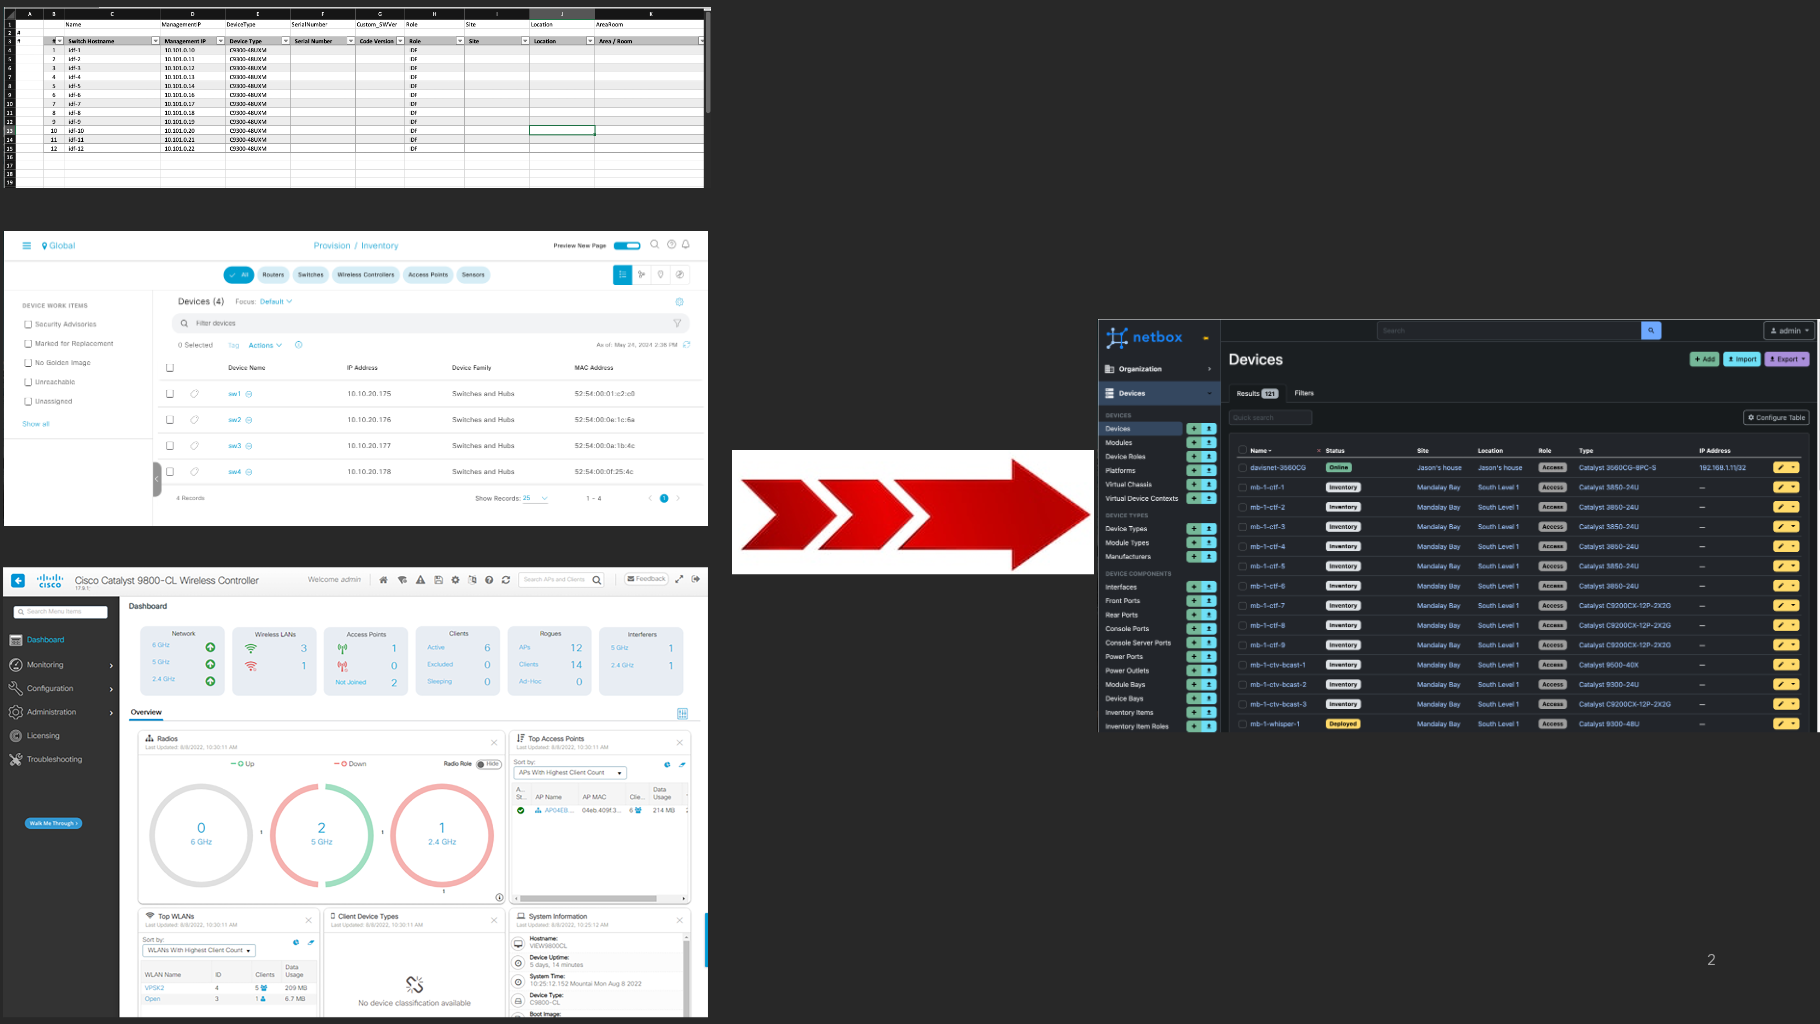 A B C D E F G H I J K
1 Name ManagementIP DeviceType SerialNumber Custom_SWVer Role Site Location AreaRoom
2 #
3 # # Switch Hostname Management IP Device Type Serial Number Code Version Role Site Location Area / Room
4 1 idf-1 10.101.0.10 C9300-48UXM IDF
5 2 idf-2 10.101.0.11 C9300-48UXM IDF
6 3 idf-3 10.101.0.12 C9300-48UXM IDF
7 4 idf-4 10.101.0.13 C9300-48UXM IDF
8 5 idf-5 10.101.0.14 C9300-48UXM IDF
9 6 idf-6 10.101.0.16 C9300-48UXM IDF
10 7 idf-7 10.101.0.17 C9300-48UXM IDF
11 8 idf-8 10.101.0.18 C9300-48UXM IDF
12 9 idf-9 10.101.0.19 C9300-48UXM IDF
13 10 idf-10 10.101.0.20 C9300-48UXM IDF
14 11 idf-11 10.101.0.21 C9300-48UXM IDF
15 12 idf-12 10.101.0.22 C9300-48UXM IDF
16
17
18
19
Global Provision / Inventory Preview New Page
All Routers Switches Wireless Controllers Access Points Sensors
DEVICE WORK ITEMS
Security Advisories
Marked for Replacement
No Golden Image
Unreachable
Unassigned
Show all
Devices (4) Focus: Default
Filter devices
0 Selected Tag Actions As of: May 24, 2024 2:36 PM
Device Name IP Address Device Family MAC Address
sw1 10.10.20.175 Switches and Hubs 52:54:00:01:c2:c0
sw2 10.10.20.176 Switches and Hubs 52:54:00:0e:1c:6a
sw3 10.10.20.177 Switches and Hubs 52:54:00:0a:1b:4c
sw4 10.10.20.178 Switches and Hubs 52:54:00:0f:25:4c
4 Records Show Records: 25 1 - 4 1
CISCO Cisco Catalyst 9800-CL Wireless Controller Welcome admin Search APs and Clients Feedback
17.9.1
Search Menu Items
Dashboard
Monitoring
Configuration
Administration
Licensing
Troubleshooting
Walk Me Through >
Dashboard
Network
6 GHz
5 GHz
2.4 GHz
Wireless LANs
3
1
Access Points
1
0
Not Joined 2
Clients
Active 6
Excluded 0
Sleeping 0
Rogues
APs 12
Clients 14
Ad-Hoc 0
Interferers
5 GHz 1
2.4 GHz 1
Overview
Radios
Last Updated: 8/8/2022, 10:30:11 AM
Up Down Radio Role Hide
0 6 GHz
1
2 5 GHz
1
1 2.4 GHz
1
Top Access Points
Last Updated: 8/8/2022, 10:30:11 AM
Sort by:
APs With Highest Client Count
A... St... AP Name AP MAC Clie... Data Usage
AP04EB... 04eb.409f.3... 6 214 MB
Top WLANs
Last Updated: 8/8/2022, 10:30:11 AM
Sort by:
WLANs With Highest Client Count
WLAN Name ID Clients Data Usage
VPSK2 4 5 209 MB
Open 3 1 6.7 MB
Client Device Types
Last Updated: 8/8/2022, 10:30:11 AM
No device classification available
System Information
Last Updated: 8/8/2022, 10:25:12 AM
Hostname:
VIEW9800CL
Device Uptime:
5 days, 14 minutes
System Time:
10:25:12.152 Mountai Mon Aug 8 2022
Device Type:
C9800-CL
Boot Image:
netbox
Organization
Devices
DEVICES
Devices
Modules
Device Roles
Platforms
Virtual Chassis
Virtual Device Contexts
DEVICE TYPES
Device Types
Module Types
Manufacturers
DEVICE COMPONENTS
Interfaces
Front Ports
Rear Ports
Console Ports
Console Server Ports
Power Ports
Power Outlets
Module Bays
Device Bays
Inventory Items
Inventory Item Roles
Search admin
Devices + Add Import Export
Results 121 Filters
Quick search Configure Table
Name Status Site Location Role Type IP Address
davisnet-3560CG Online Jason's house Jason's house Access Catalyst 3560CG-8PC-S 192.168.1.11/32
mb-1-ctf-1 Inventory Mandalay Bay South Level 1 Access Catalyst 3850-24U —
mb-1-ctf-2 Inventory Mandalay Bay South Level 1 Access Catalyst 3850-24U —
mb-1-ctf-3 Inventory Mandalay Bay South Level 1 Access Catalyst 3850-24U —
mb-1-ctf-4 Inventory Mandalay Bay South Level 1 Access Catalyst 3850-24U —
mb-1-ctf-5 Inventory Mandalay Bay South Level 1 Access Catalyst 3850-24U —
mb-1-ctf-6 Inventory Mandalay Bay South Level 1 Access Catalyst 3850-24U —
mb-1-ctf-7 Inventory Mandalay Bay South Level 1 Access Catalyst C9200CX-12P-2X2G —
mb-1-ctf-8 Inventory Mandalay Bay South Level 1 Access Catalyst C9200CX-12P-2X2G —
mb-1-ctf-9 Inventory Mandalay Bay South Level 1 Access Catalyst C9200CX-12P-2X2G —
mb-1-ctv-bcast-1 Inventory Mandalay Bay South Level 1 Access Catalyst 9500-40X —
mb-1-ctv-bcast-2 Inventory Mandalay Bay South Level 1 Access Catalyst 9300-24U —
mb-1-ctv-bcast-3 Inventory Mandalay Bay South Level 1 Access Catalyst C9200CX-12P-2X2G —
mb-1-whisper-1 Deployed Mandalay Bay South Level 1 Access Catalyst 9300-48U —
2